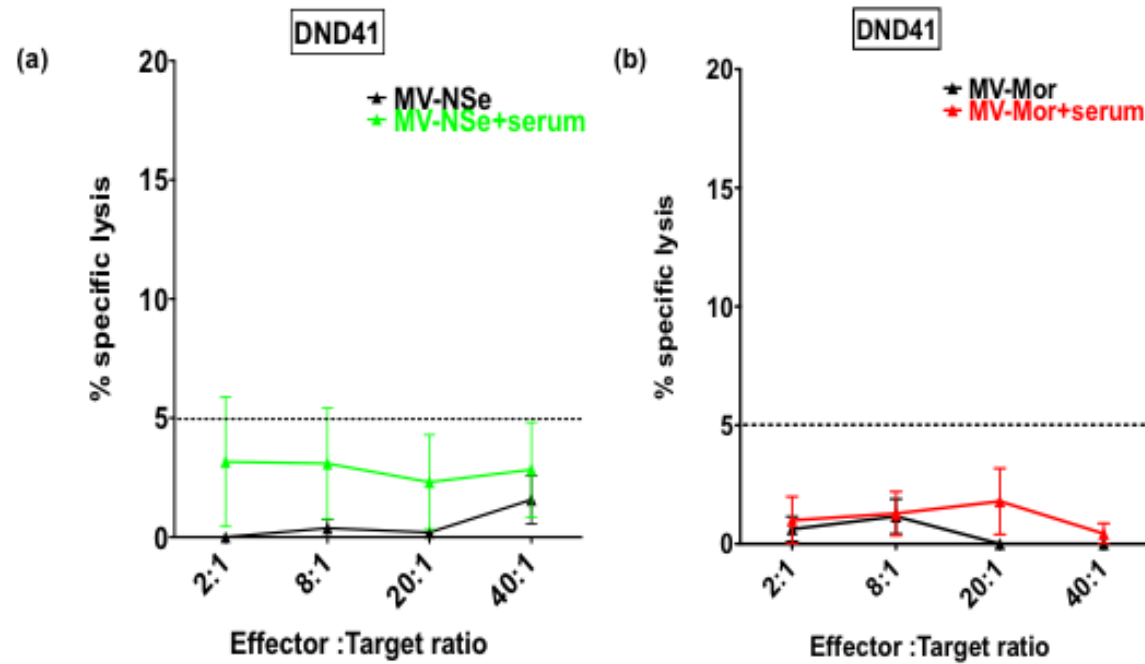 (a)
DND41
MV-NSe
MV-NSe+serum
% specific lysis
20
15
10
5
0
2:1
8:1
20:1
40:1
Effector :Target ratio
(b)
DND41
MV-Mor
MV-Mor+serum
% specific lysis
20
15
10
5
0
2:1
8:1
20:1
40:1
Effector :Target ratio